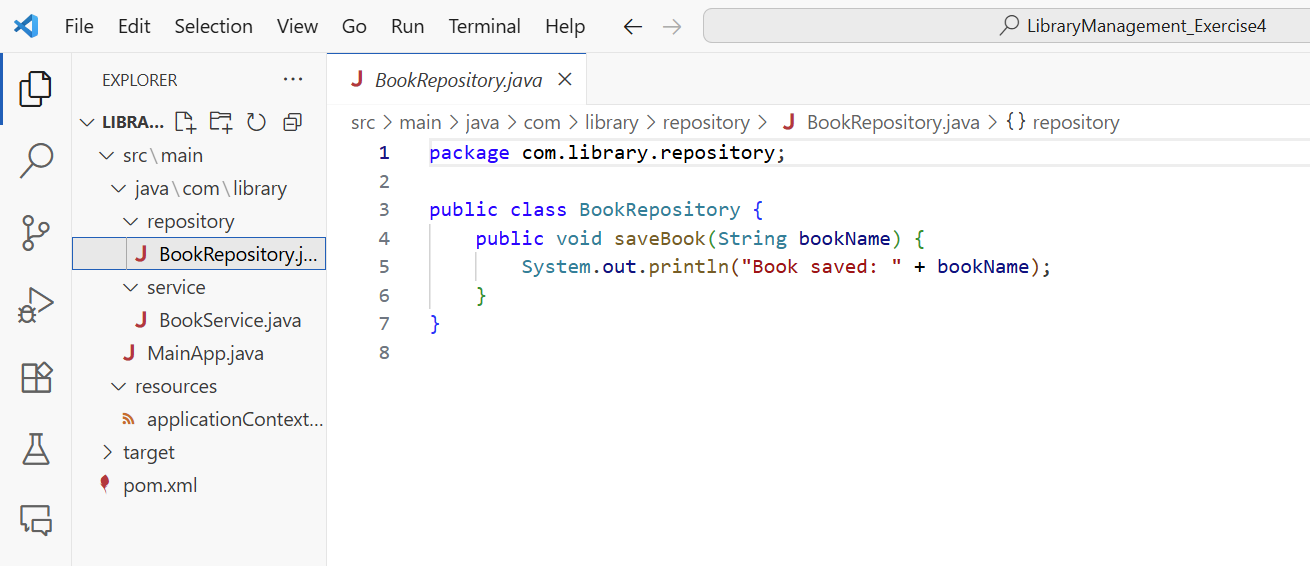 File Edit Selection View Go Run Terminal Help LibraryManagement_Exercise4
EXPLORER ...
LIBRA...
src\main
java\com\library
repository
BookRepository.j...
service
BookService.java
MainApp.java
resources
applicationContext...
target
pom.xml
BookRepository.java
src > main > java > com > library > repository > BookRepository.java > {} repository
1 package com.library.repository;
2
3 public class BookRepository {
4     public void saveBook(String bookName) {
5         System.out.println("Book saved: " + bookName);
6     }
7 }
8